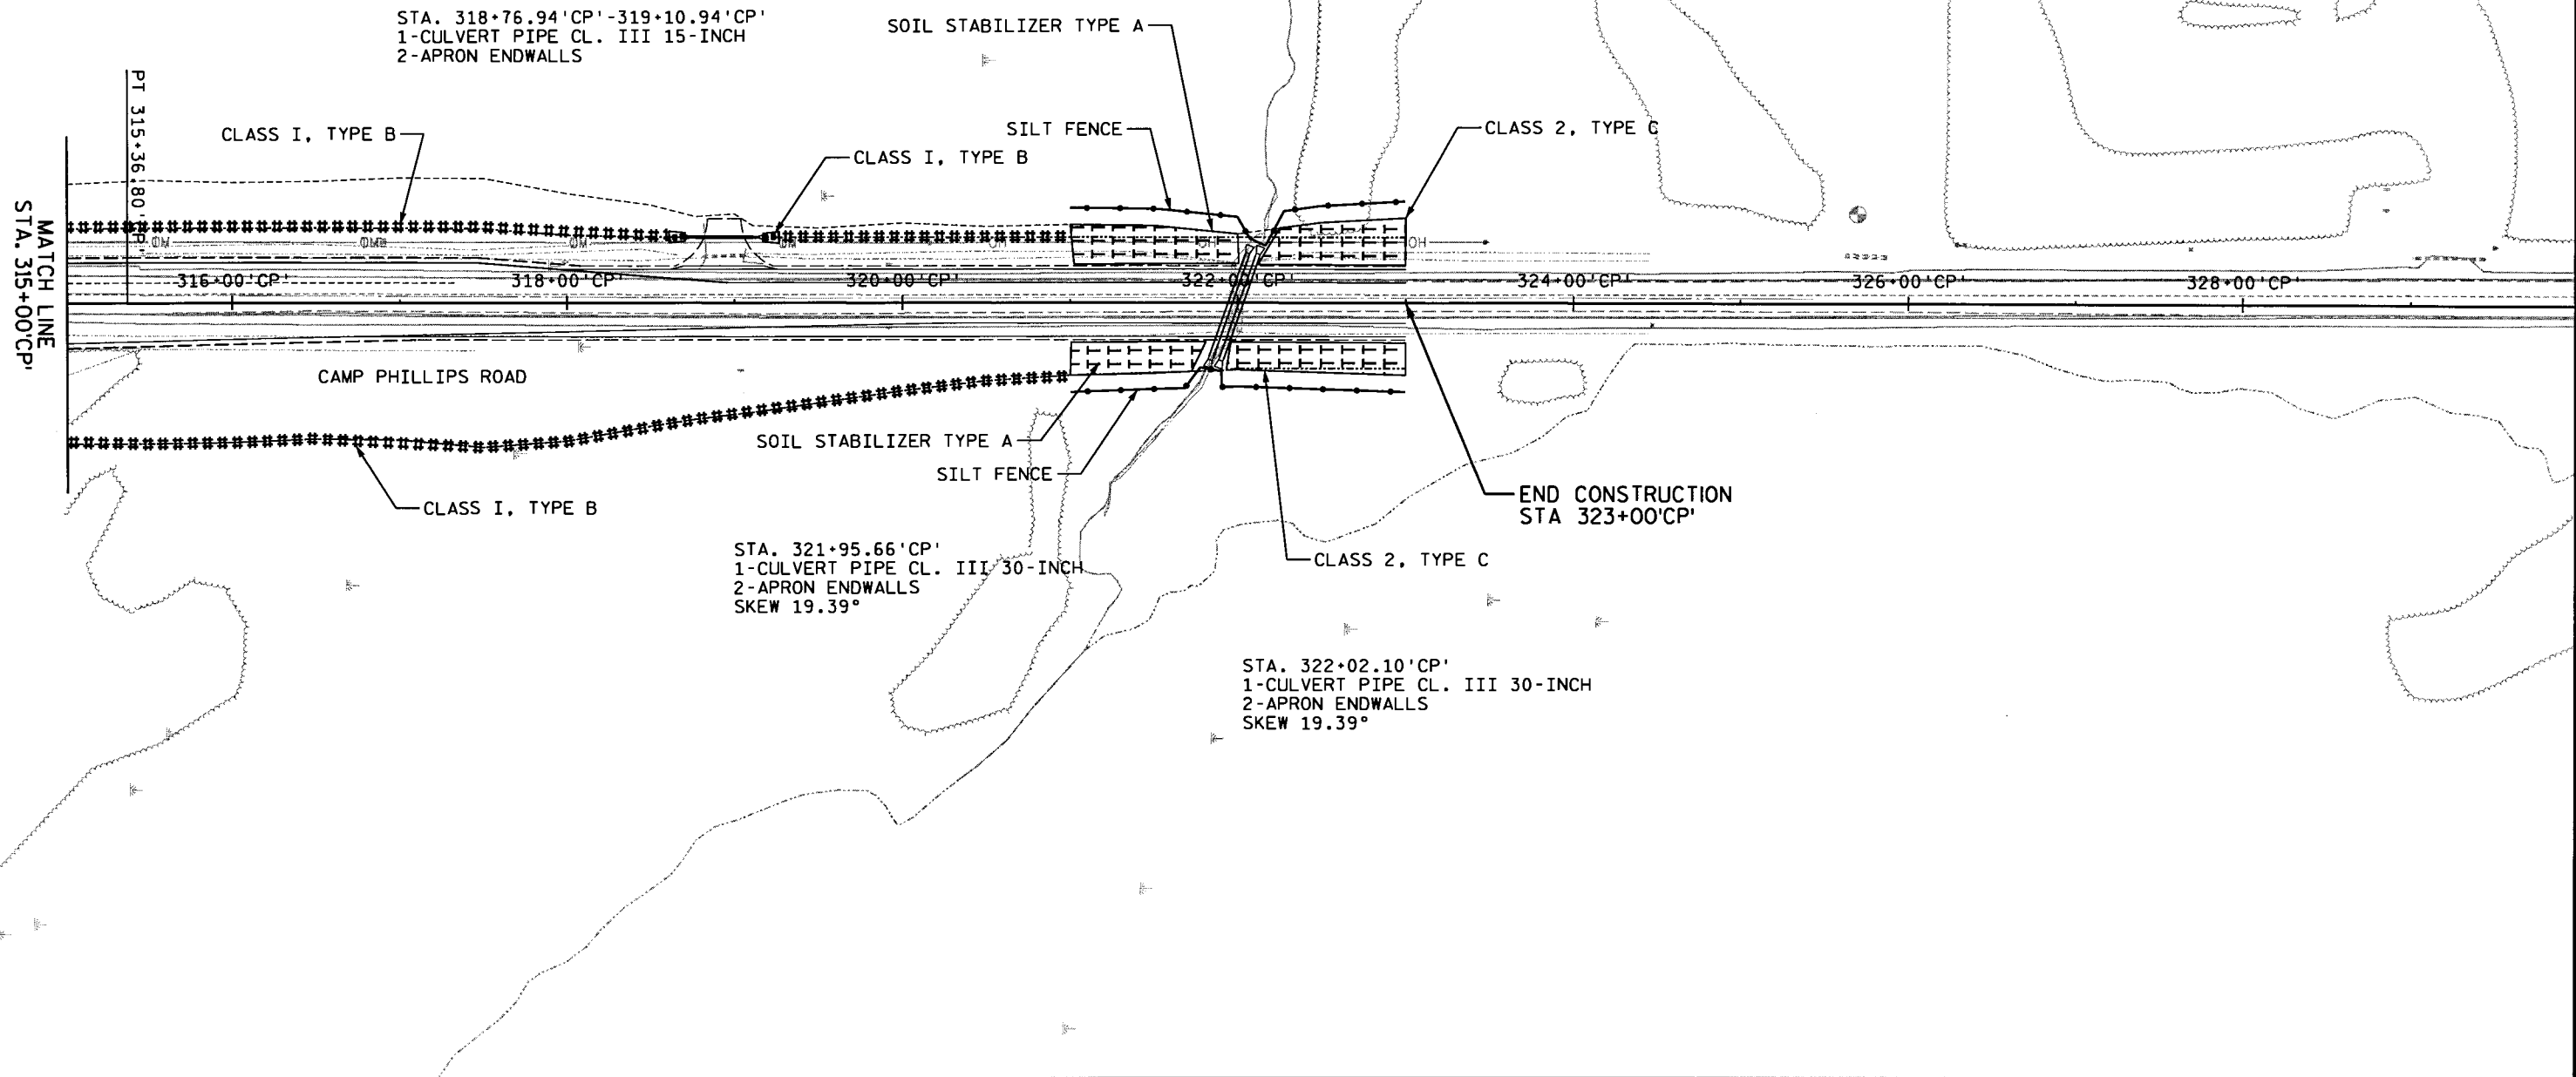 STA. 318+76.94'CP'-319+10.94'CP'
1-CULVERT PIPE CL. III 15-INCH
2-APRON ENDWALLS
SOIL STABILIZER TYPE A
PT 315+36.80'CP'
CLASS I, TYPE B
SILT FENCE
CLASS I, TYPE B
CLASS 2, TYPE C
MATCH LINE
STA. 315+00'CP'
OH
316+00'CP'
318+00'CP'
320+00'CP'
322+00'CP'
324+00'CP'
326+00'CP'
328+00'CP'
CAMP PHILLIPS ROAD
SOIL STABILIZER TYPE A
SILT FENCE
CLASS I, TYPE B
END CONSTRUCTION
STA 323+00'CP'
STA. 321+95.66'CP'
1-CULVERT PIPE CL. III 30-INCH
2-APRON ENDWALLS
SKEW 19.39°
CLASS 2, TYPE C
STA. 322+02.10'CP'
1-CULVERT PIPE CL. III 30-INCH
2-APRON ENDWALLS
SKEW 19.39°